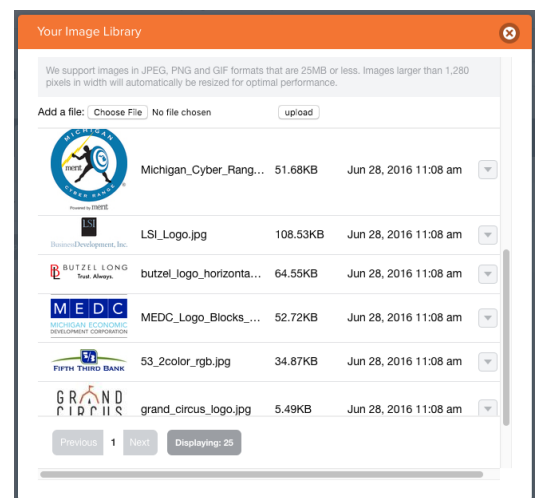 Your Image Library
We support images in JPEG, PNG and GIF formats that are 25MB or less. Images larger than 1,280
pixels in width will automatically be resized for optimal performance.
Add a file: Choose File No file chosen upload
MICHIGAN
merit
CYBER RANGE
Powered by merit
Michigan_Cyber_Rang... 51.68KB Jun 28, 2016 11:08 am
LSI
BusinessDevelopment, Inc.
LSI_Logo.jpg 108.53KB Jun 28, 2016 11:08 am
BUTZEL LONG
Trust. Always.
butzel_logo_horizonta... 64.55KB Jun 28, 2016 11:08 am
MEDC
MICHIGAN ECONOMIC
DEVELOPMENT CORPORATION
MEDC_Logo_Blocks_... 52.72KB Jun 28, 2016 11:08 am
FIFTH THIRD BANK
53_2color_rgb.jpg 34.87KB Jun 28, 2016 11:08 am
GRAND
CIRCUS
grand_circus_logo.jpg 5.49KB Jun 28, 2016 11:08 am
Previous 1 Next Displaying: 25